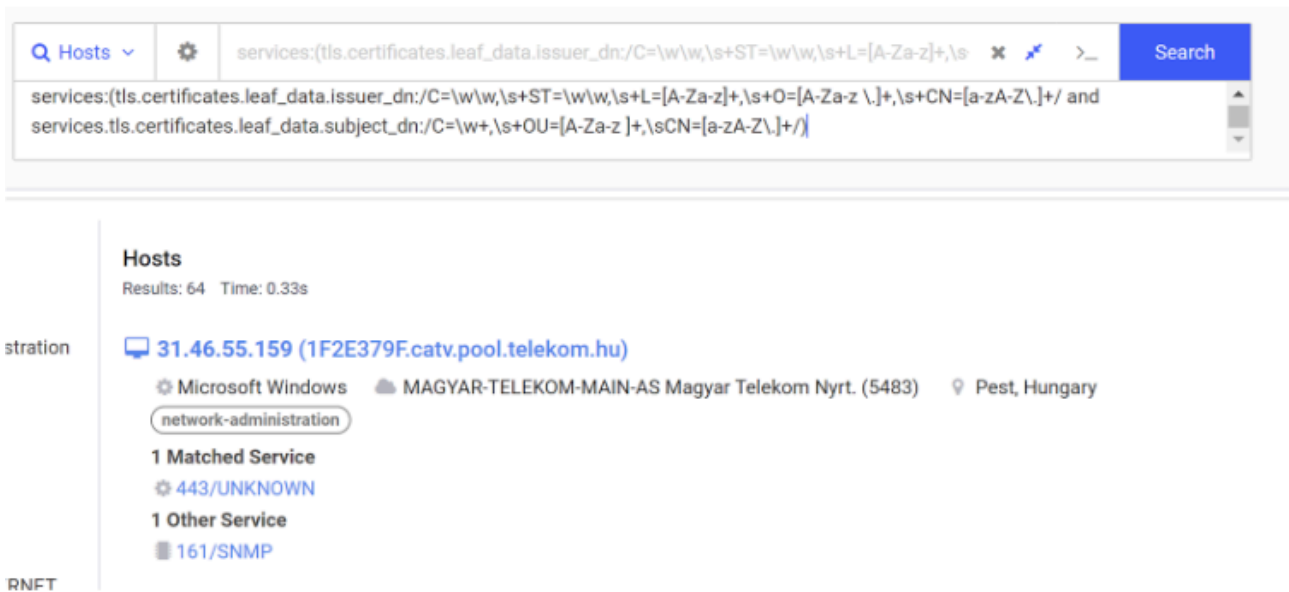 Hosts
services:(tls.certificates.leaf_data.issuer_dn:/C=\w\w,\s+ST=\w\w,\s+L=[A-Za-z]+,\s
>_
Search
services:(tls.certificates.leaf_data.issuer_dn:/C=\w\w,\s+ST=\w\w,\s+L=[A-Za-z]+,\s+O=[A-Za-z \.]+,\s+CN=[a-zA-Z\.]+/ and
services.tls.certificates.leaf_data.subject_dn:/C=\w+,\s+OU=[A-Za-z ]+,\sCN=[a-zA-Z\.]+/)
Hosts
Results: 64 Time: 0.33s
stration
31.46.55.159 (1F2E379F.catv.pool.telekom.hu)
Microsoft Windows MAGYAR-TELEKOM-MAIN-AS Magyar Telekom Nyrt. (5483) Pest, Hungary
network-administration
1 Matched Service
443/UNKNOWN
1 Other Service
161/SNMP